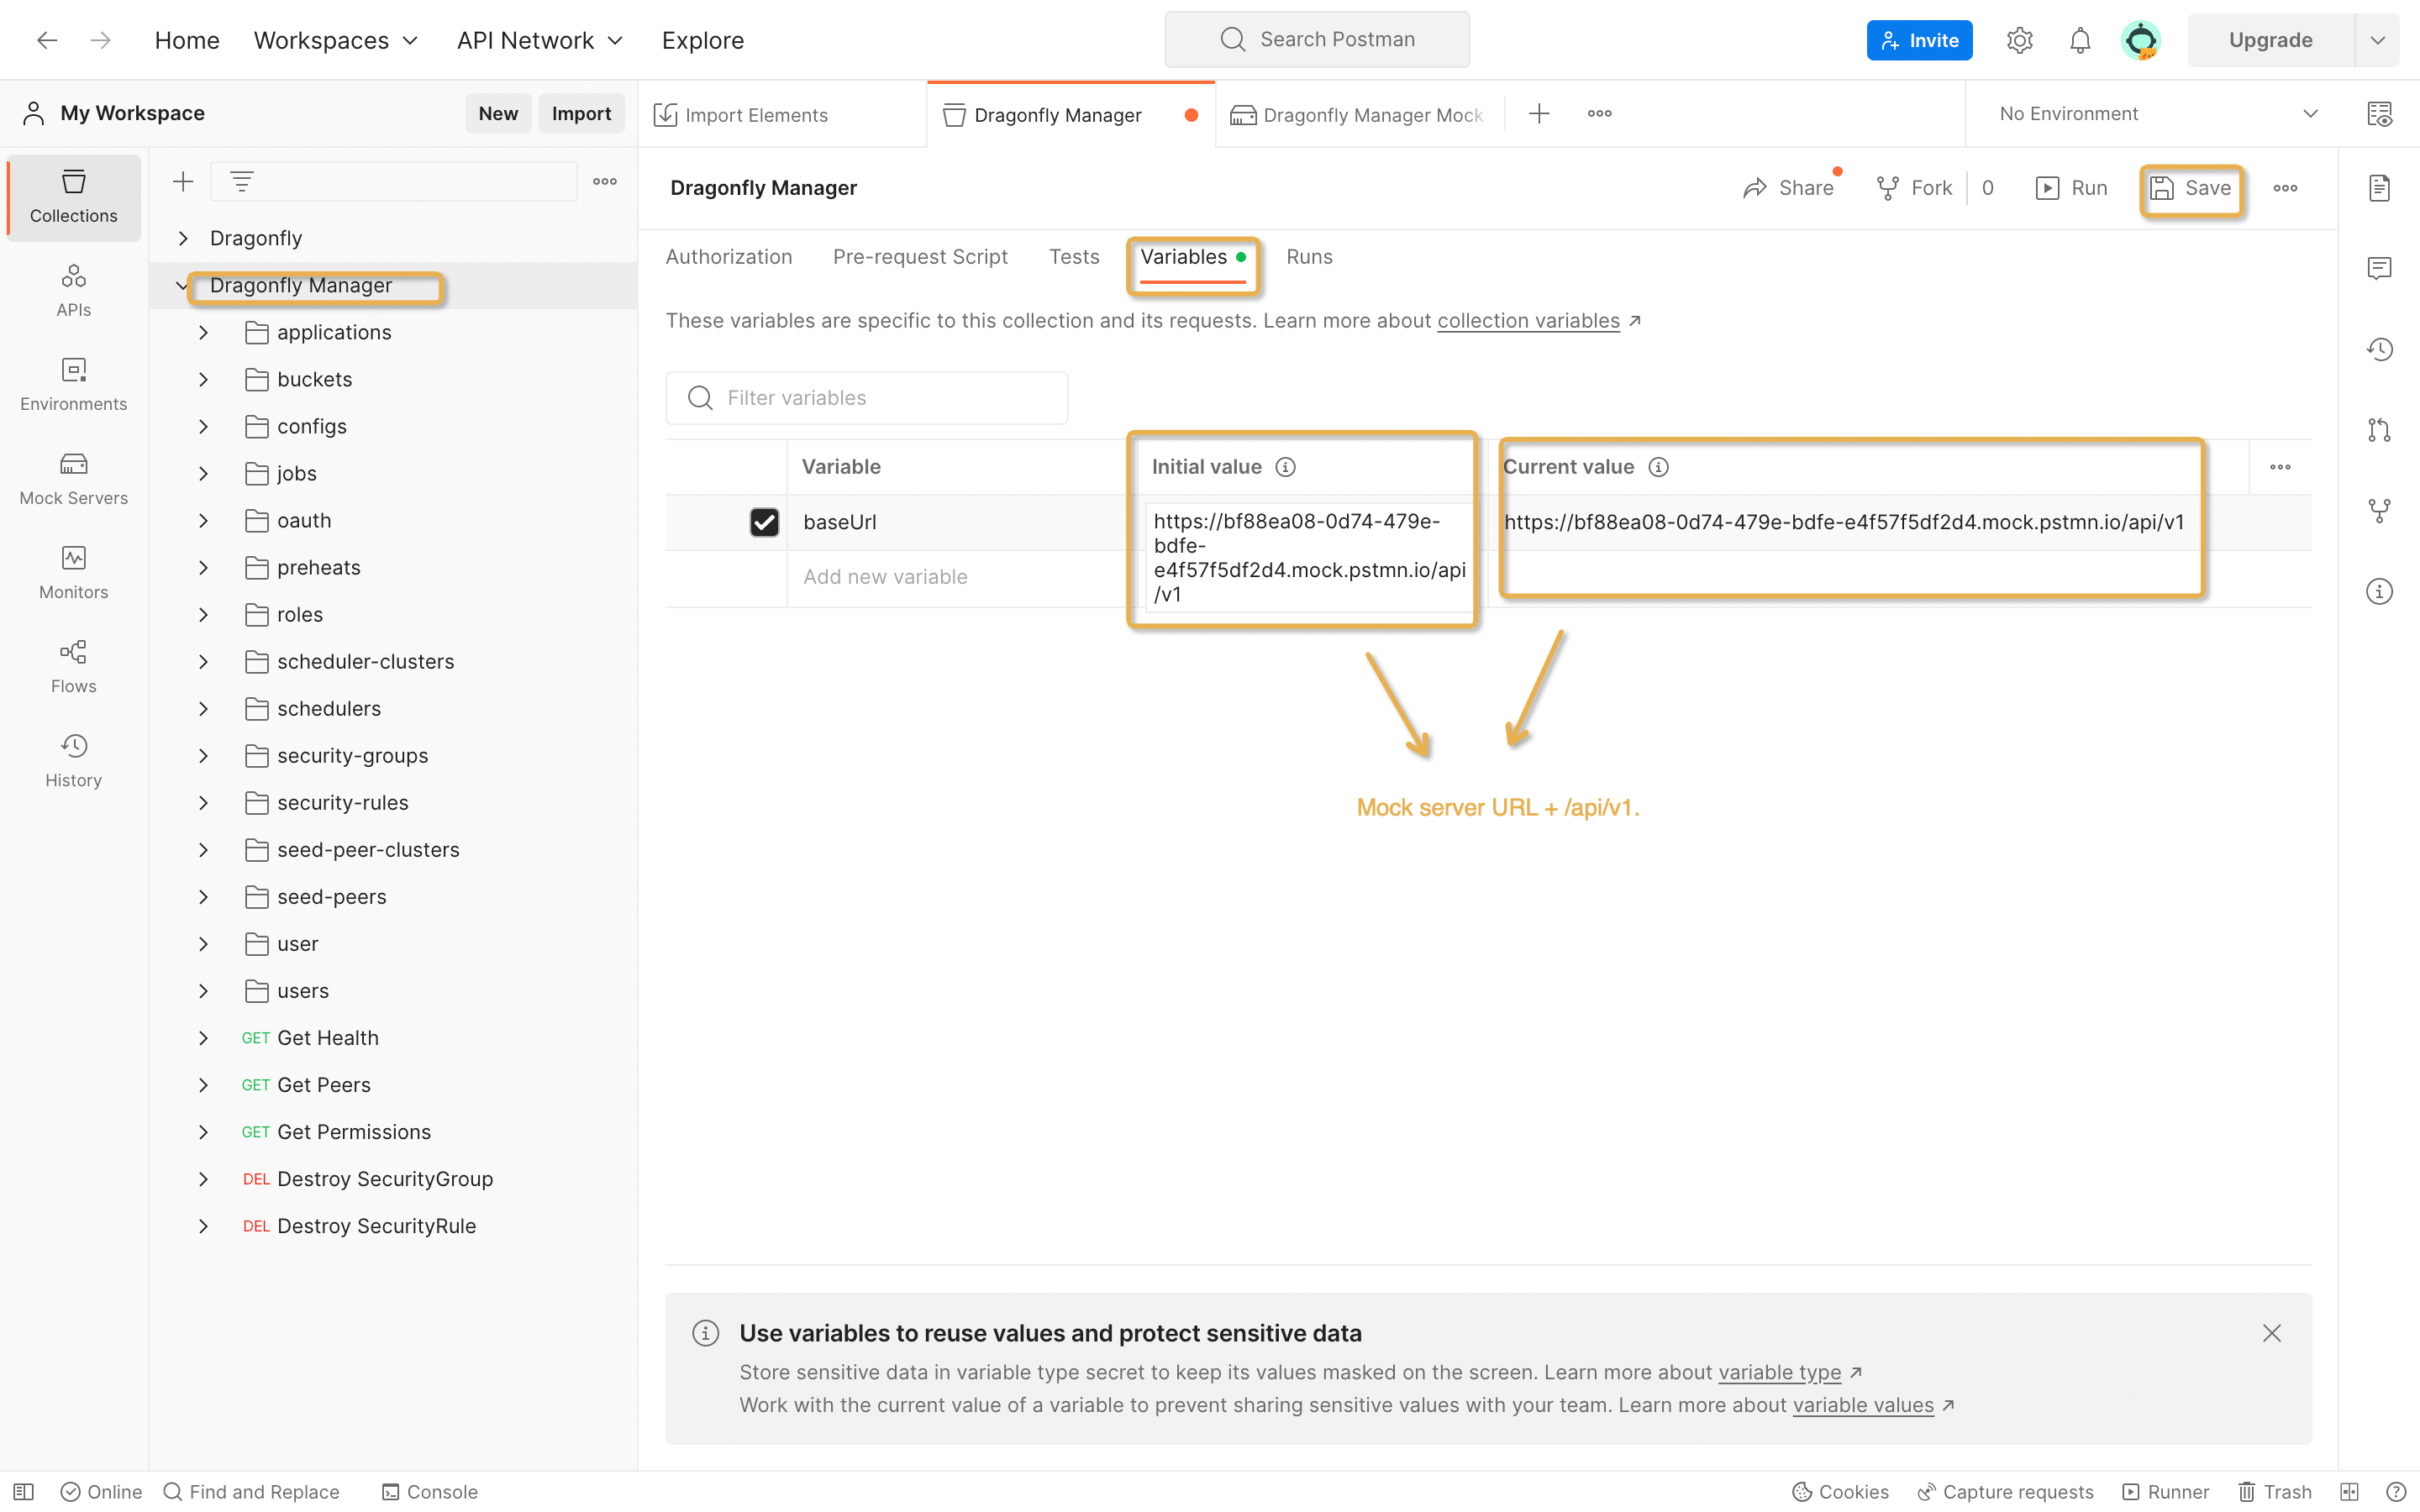 Home Workspaces API Network Explore Search Postman Invite Upgrade
My Workspace New Import Import Elements Dragonfly Manager Dragonfly Manager Mock No Environment
Collections
APIs
Environments
Mock Servers
Monitors
Flows
History
Dragonfly
Dragonfly Manager
applications
buckets
configs
jobs
oauth
preheats
roles
scheduler-clusters
schedulers
security-groups
security-rules
seed-peer-clusters
seed-peers
user
users
GET Get Health
GET Get Peers
GET Get Permissions
DEL Destroy SecurityGroup
DEL Destroy SecurityRule
Dragonfly Manager Share Fork 0 Run Save
Authorization Pre-request Script Tests Variables Runs
These variables are specific to this collection and its requests. Learn more about collection variables ↗
Filter variables
Variable Initial value Current value
baseUrl
https://bf88ea08-0d74-479e-
bdfe-
e4f57f5df2d4.mock.pstmn.io/api
/v1
https://bf88ea08-0d74-479e-bdfe-e4f57f5df2d4.mock.pstmn.io/api/v1
Add new variable
Mock server URL + /api/v1.
Use variables to reuse values and protect sensitive data
Store sensitive data in variable type secret to keep its values masked on the screen. Learn more about variable type ↗
Work with the current value of a variable to prevent sharing sensitive values with your team. Learn more about variable values ↗
Online Find and Replace Console Cookies Capture requests Runner Trash